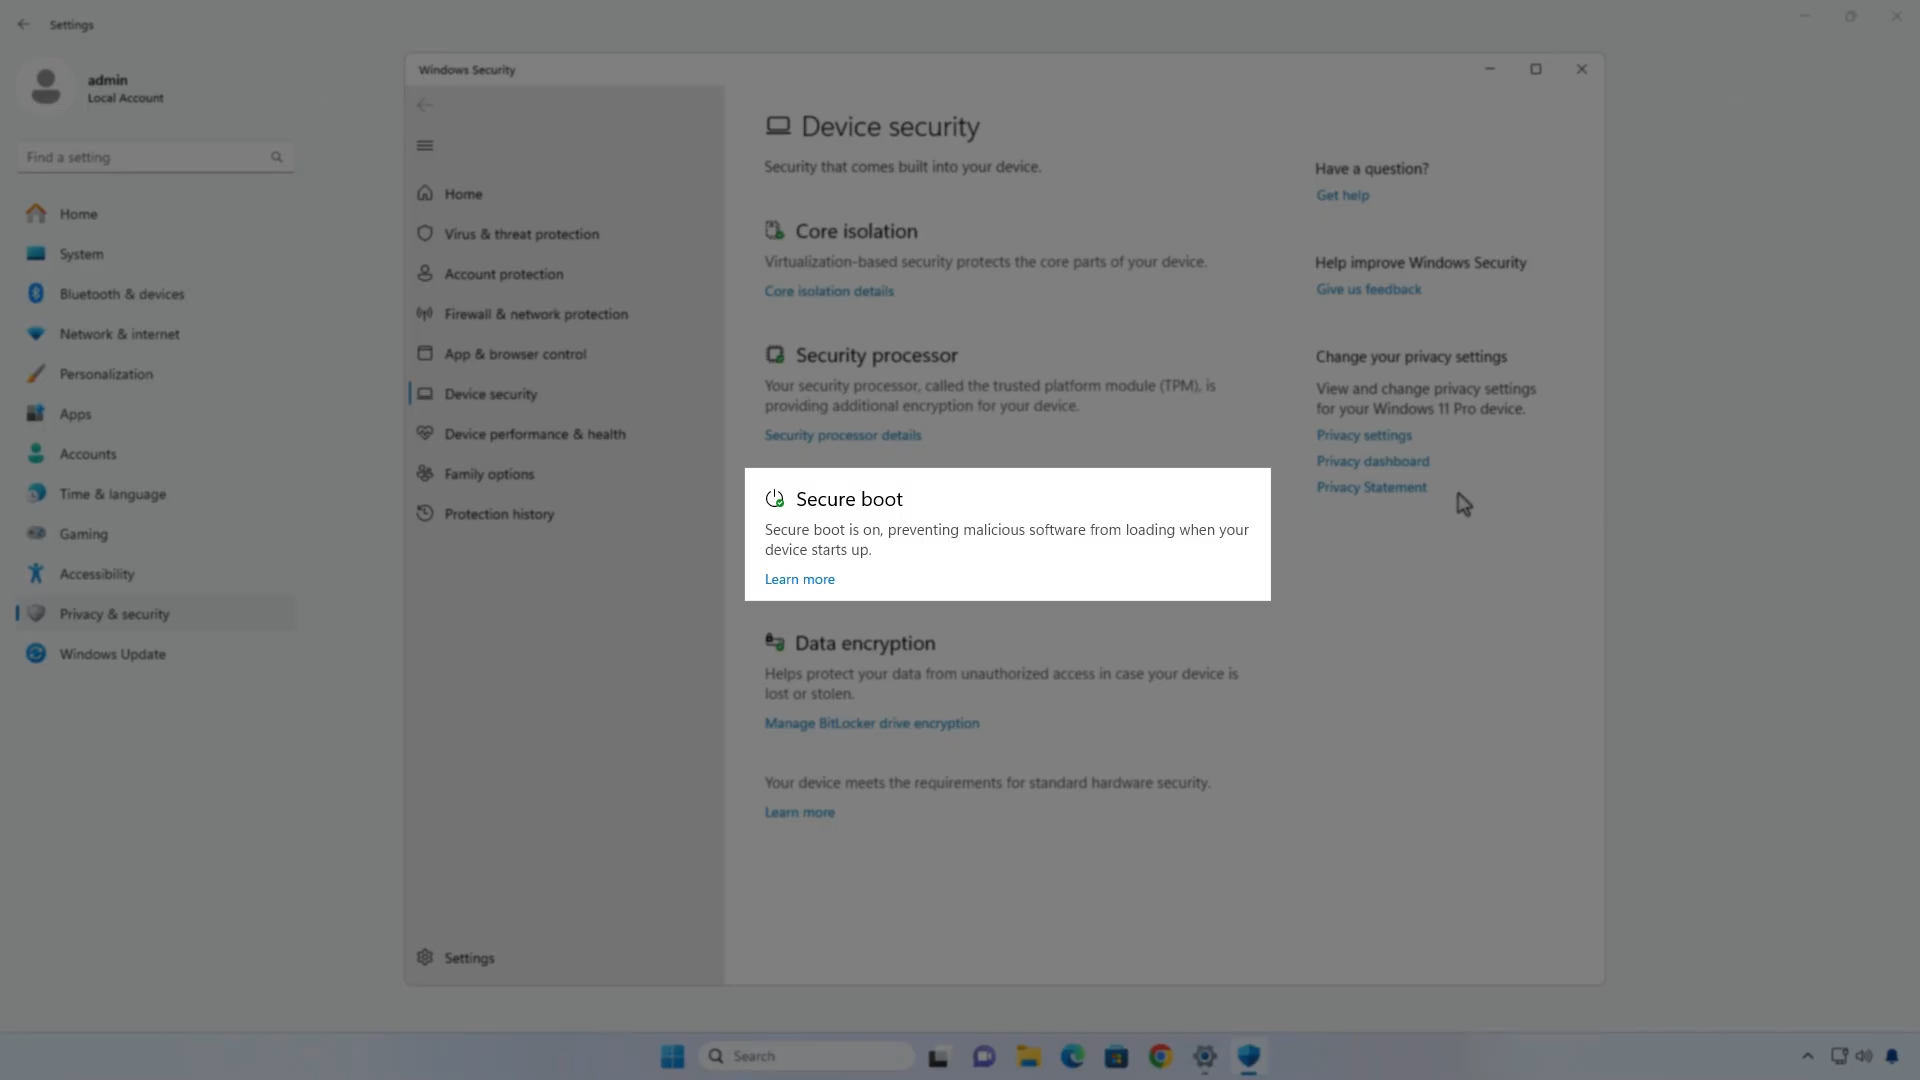 Settings
admin
Local Account
Find a setting
Home
System
Bluetooth & devices
Network & internet
Personalization
Apps
Accounts
Time & language
Gaming
Accessibility
Privacy & security
Windows Update
Windows Security
Home
Virus & threat protection
Account protection
Firewall & network protection
App & browser control
Device security
Device performance & health
Family options
Protection history
Settings
Device security
Security that comes built into your device.
Core isolation
Virtualization-based security protects the core parts of your device.
Core isolation details
Security processor
Your security processor, called the trusted platform module (TPM), is
providing additional encryption for your device.
Security processor details
Secure boot
Secure boot is on, preventing malicious software from loading when your
device starts up.
Learn more
Data encryption
Helps protect your data from unauthorized access in case your device is
lost or stolen.
Manage BitLocker drive encryption
Your device meets the requirements for standard hardware security.
Learn more
Have a question?
Get help
Help improve Windows Security
Give us feedback
Change your privacy settings
View and change privacy settings
for your Windows 11 Pro device.
Privacy settings
Privacy dashboard
Privacy Statement
Search